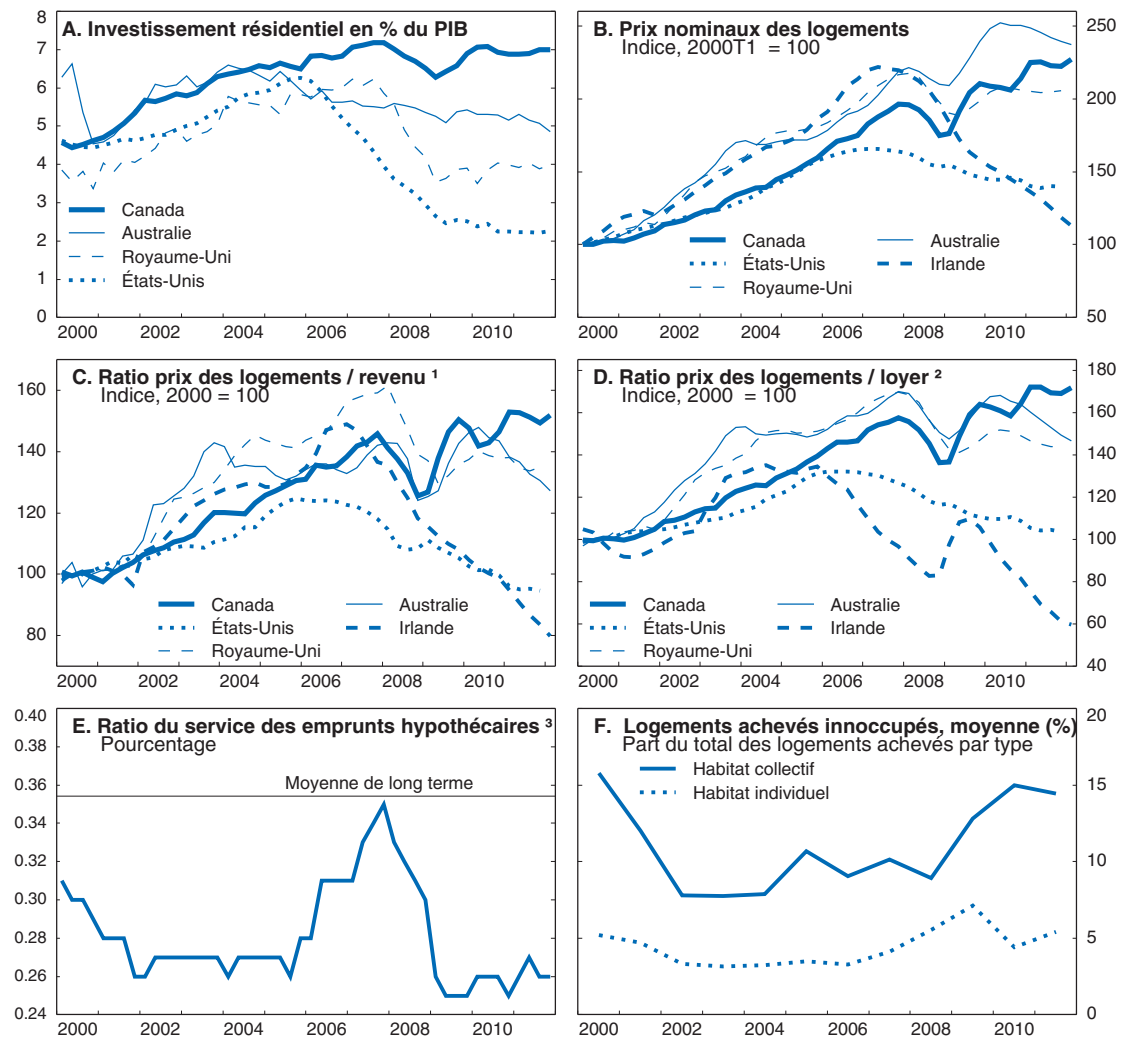 A. Investissement résidentiel en % du PIB
8
7
6
5
4
3
2
1
0
Canada
Australie
Royaume-Uni
États-Unis
2000 2002 2004 2006 2008 2010
B. Prix nominaux des logements
Indice, 2000T1 = 100
250
200
150
100
50
Canada
États-Unis
Royaume-Uni
Australie
Irlande
2000 2002 2004 2006 2008 2010
C. Ratio prix des logements / revenu ¹
Indice, 2000 = 100
160
140
120
100
80
Canada
États-Unis
Royaume-Uni
Australie
Irlande
2000 2002 2004 2006 2008 2010
D. Ratio prix des logements / loyer ²
Indice, 2000 = 100
180
160
140
120
100
80
60
40
Canada
États-Unis
Royaume-Uni
Australie
Irlande
2000 2002 2004 2006 2008 2010
E. Ratio du service des emprunts hypothécaires ³
Pourcentage
Moyenne de long terme
0.40
0.38
0.36
0.34
0.32
0.30
0.28
0.26
0.24
2000 2002 2004 2006 2008 2010
F. Logements achevés innoccupés, moyenne (%)
Part du total des logements achevés par type
Habitat collectif
Habitat individuel
20
15
10
5
0
2000 2002 2004 2006 2008 2010